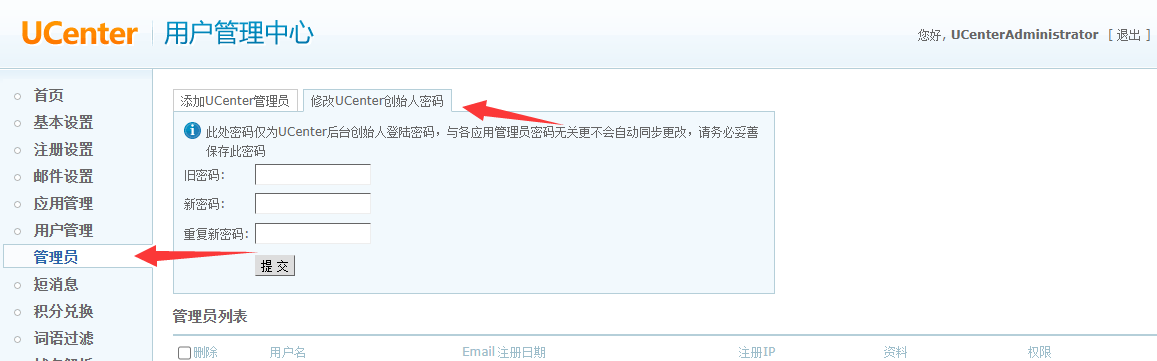 UCenter 用户管理中心
您好, UCenterAdministrator [ 退出 ]
首页
基本设置
注册设置
邮件设置
应用管理
用户管理
管理员
短消息
积分兑换
词语过滤
添加UCenter管理员 修改UCenter创始人密码
此处密码仅为UCenter后台创始人登陆密码，与各应用管理员密码无关更不会自动同步更改，请务必妥善
保存此密码
旧密码:
新密码:
重复新密码:
提 交
管理员列表
删除 用户名 Email 注册日期 注册IP 资料 权限